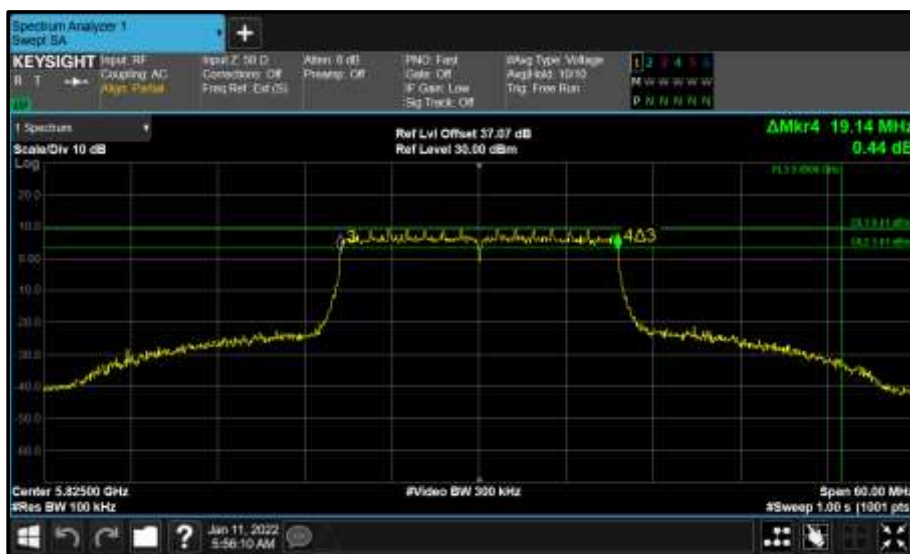 Spectrum Analyzer 1
Swept SA
+
KEYSIGHT Input: RF
R T Coupling: AC
Align: Partial
Input Z: 50 Ω
Corrections: Off
Freq Ref: Ext (S)
Atten: 6 dB
Preamp: Off
PNO: Fast
Gate: Off
IF Gain: Low
Sig Track: Off
#Avg Type: Voltage
Avg|Hold: 10/10
Trig: Free Run
1 2 3 4 5 6
M W W W W W
P N N N N N
1 Spectrum
Scale/Div 10 dB
Ref Lvl Offset 37.07 dB
Ref Level 30.00 dBm
ΔMkr4 19.14 MHz
0.44 dB
Log
20.0
10.0
0.00
-10.0
-20.0
-30.0
-40.0
-50.0
-60.0
3
4Δ3
Center 5.82500 GHz
#Res BW 100 kHz
#Video BW 300 kHz
Span 60.00 MHz
#Sweep 1.00 s (1001 pts)
?
Jan 11, 2022
5:56:10 AM